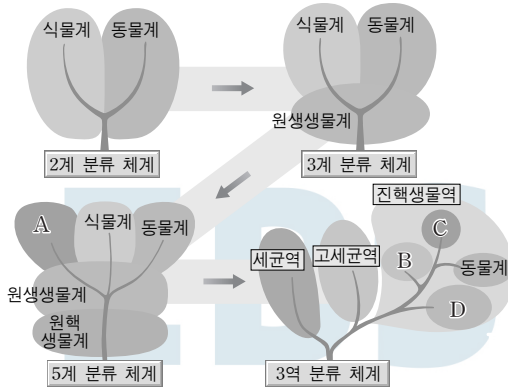 식물계 동물계
2계 분류 체계
식물계 동물계
원생생물계
3계 분류 체계
A 식물계 동물계
원생생물계
원핵
생물계
5계 분류 체계
진핵생물역
세균역 고세균역
C
B 동물계
D
3역 분류 체계
EBS